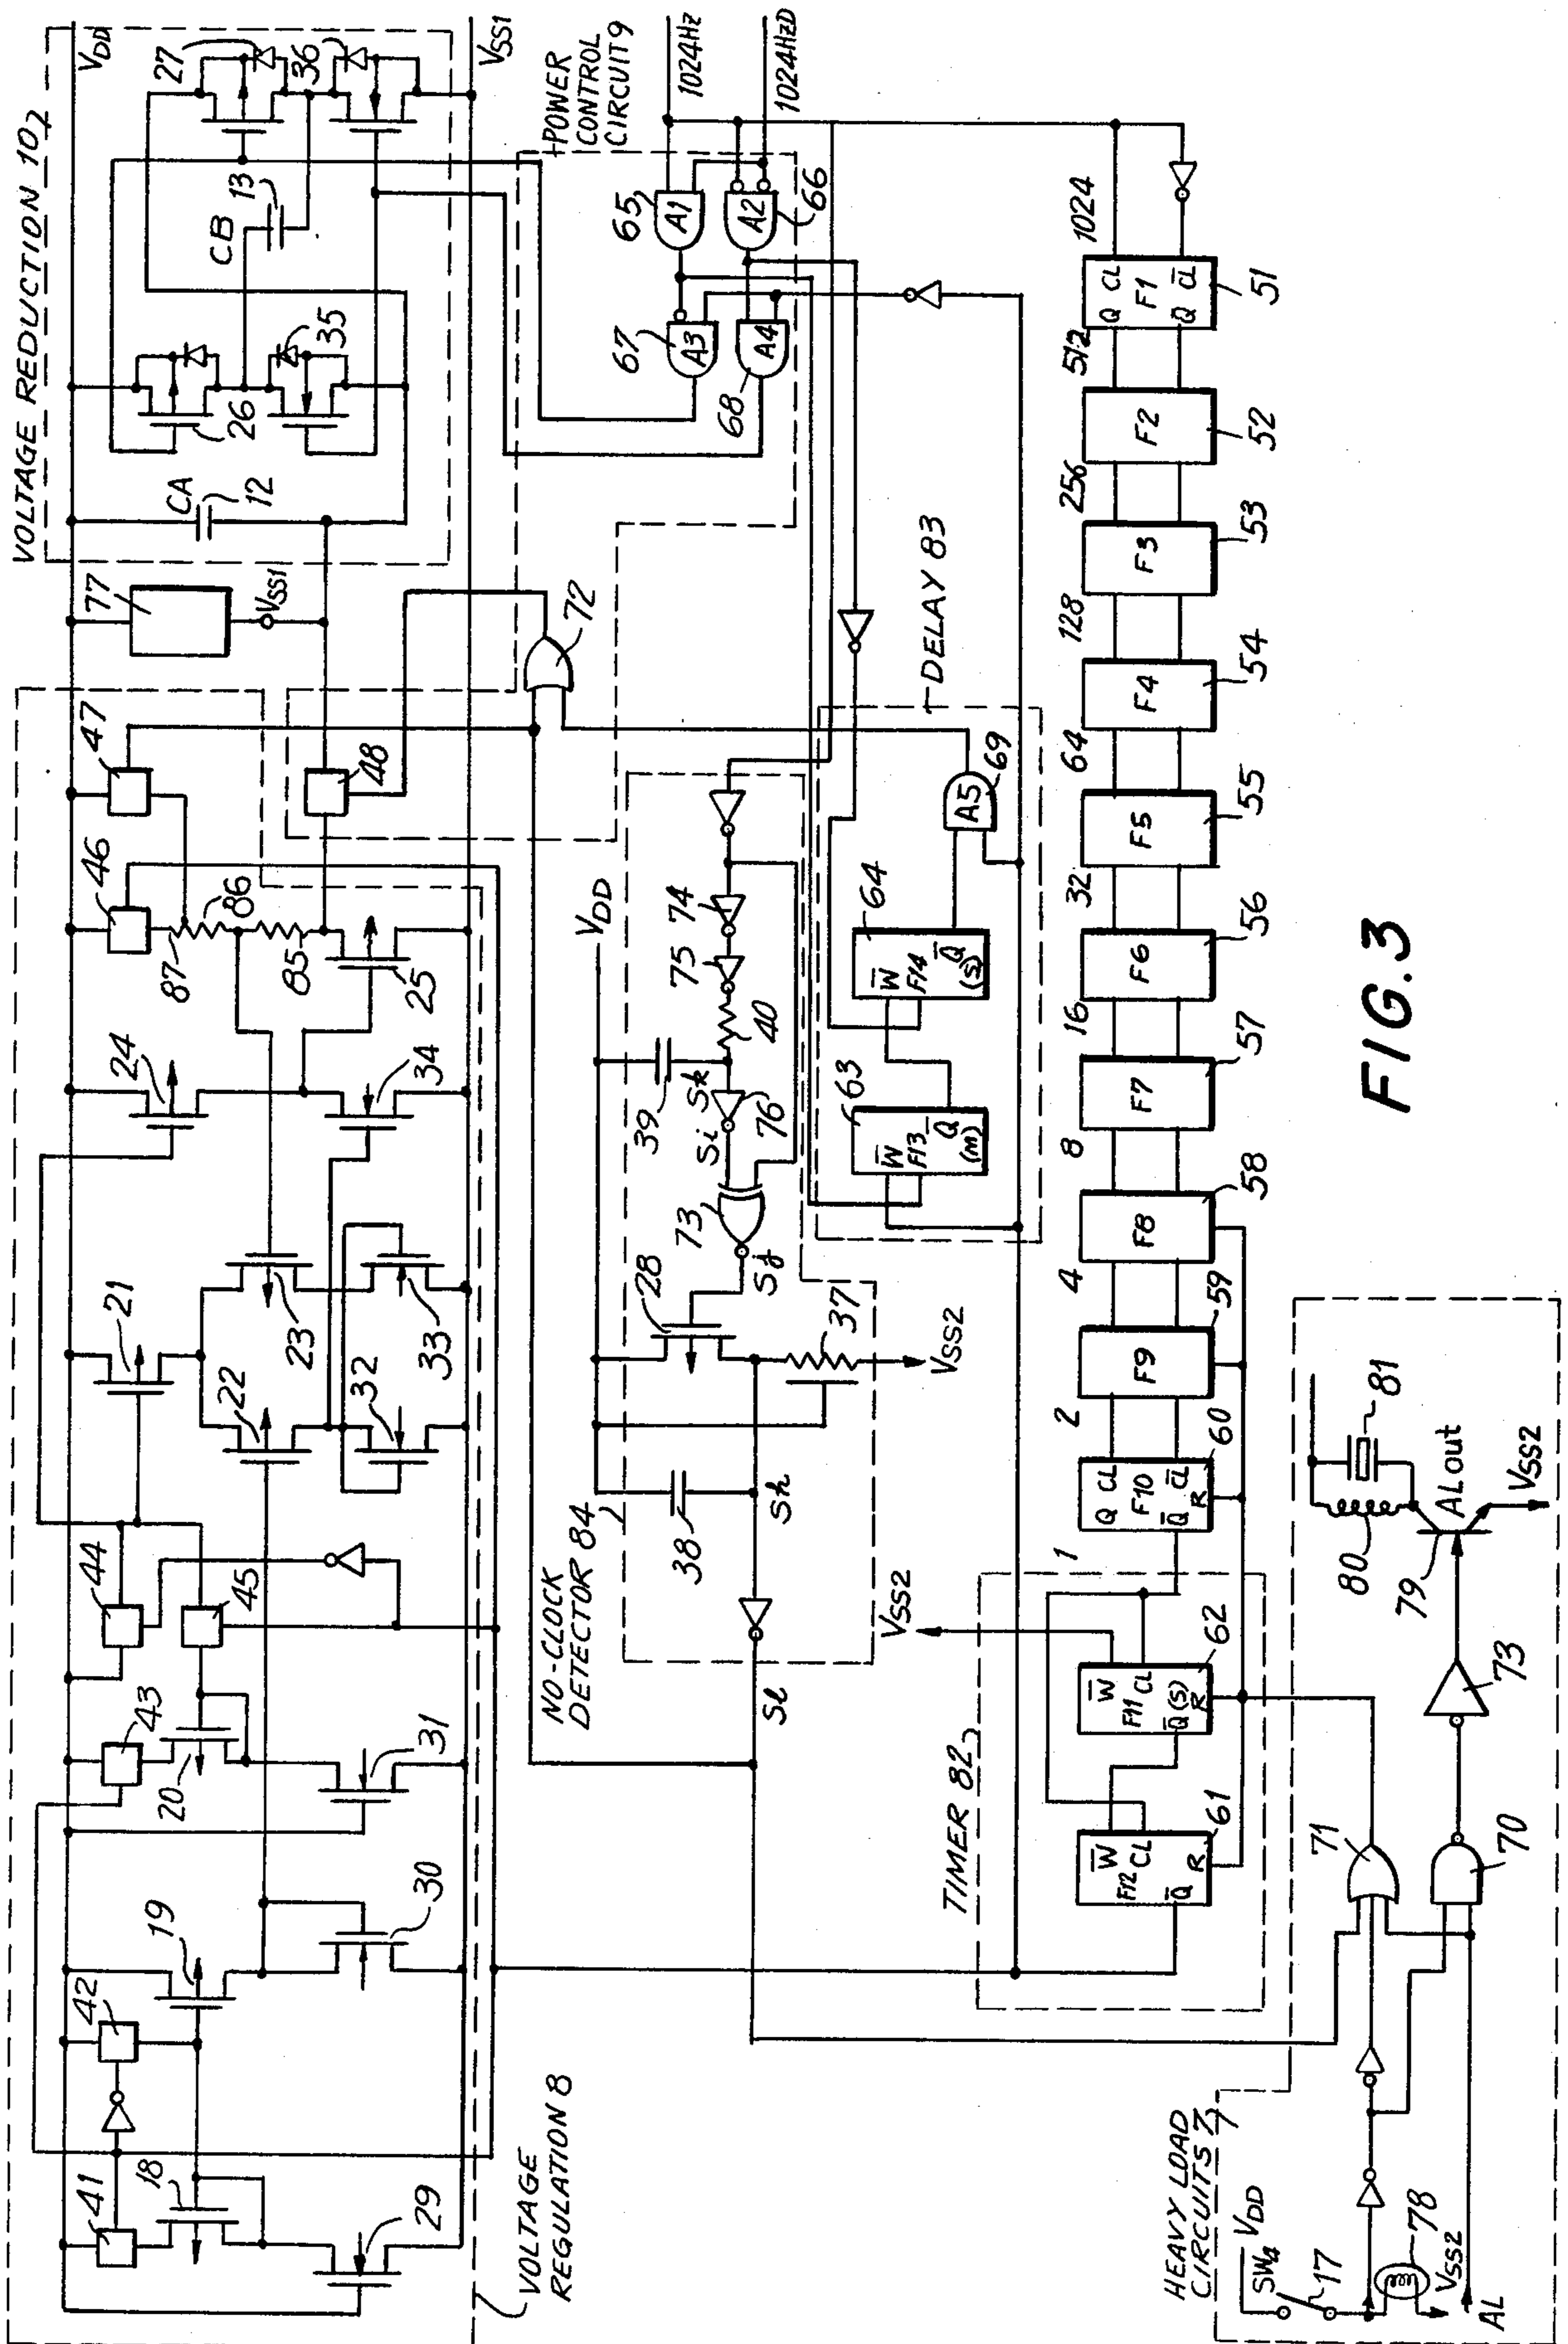 VOLTAGE REDUCTION 10
VDD
27
36
VSS1
CB
13
35
26
CA
12
77
VSS1
POWER
CONTROL
CIRCUIT 9
1024Hz
1024HzD
65
A1
A2
66
67
A3
A4
68
72
47
46
48
87
86
85
25
24
34
21
22
23
32
33
44
45
43
20
31
19
30
42
41
18
29
VOLTAGE
REGULATION 8
DELAY 83
A5
69
64
W
F14
Q
(S)
63
W
F13
Q
(M)
VDD
74
75
40
39
Sk
76
Si
73
Sj
28
37
VSS2
38
Sh
NO-CLOCK
DETECTOR 84
Sl
1024
Q CL
F1
Q CL
51
512
F2
52
256
F3
53
128
F4
54
64
F5
55
32
F6
56
16
F7
57
8
F8
58
4
F9
59
2
Q CL
F10
Q CL
R
60
1
VSS2
TIMER 82
W
F11 CL
Q (S)
R
62
W
F12 CL
Q
R
61
HEAVY LOAD
CIRCUITS 7
SW4
VDD
17
78
VSS2
AL
71
70
73
79
80
81
ALout
VSS2
FIG.3